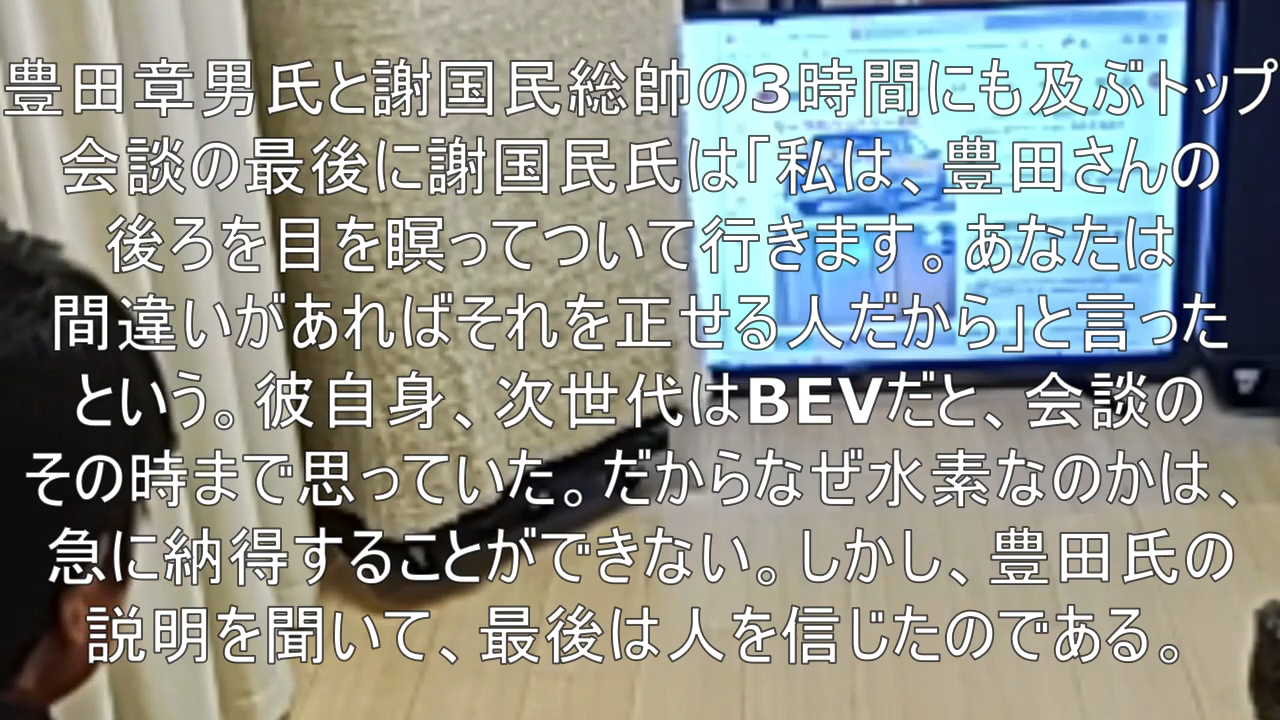 豊田章男氏と謝国民総帥の3時間にも及ぶトップ
会談の最後に謝国民氏は｢私は、豊田さんの
後ろを目を瞑ってついて行きます。あなたは
間違いがあればそれを正せる人だから｣と言った
という。彼自身、次世代はBEVだと、会談の
その時まで思っていた。だからなぜ水素なのかは、
急に納得することができない。しかし、豊田氏の
説明を聞いて、最後は人を信じたのである。